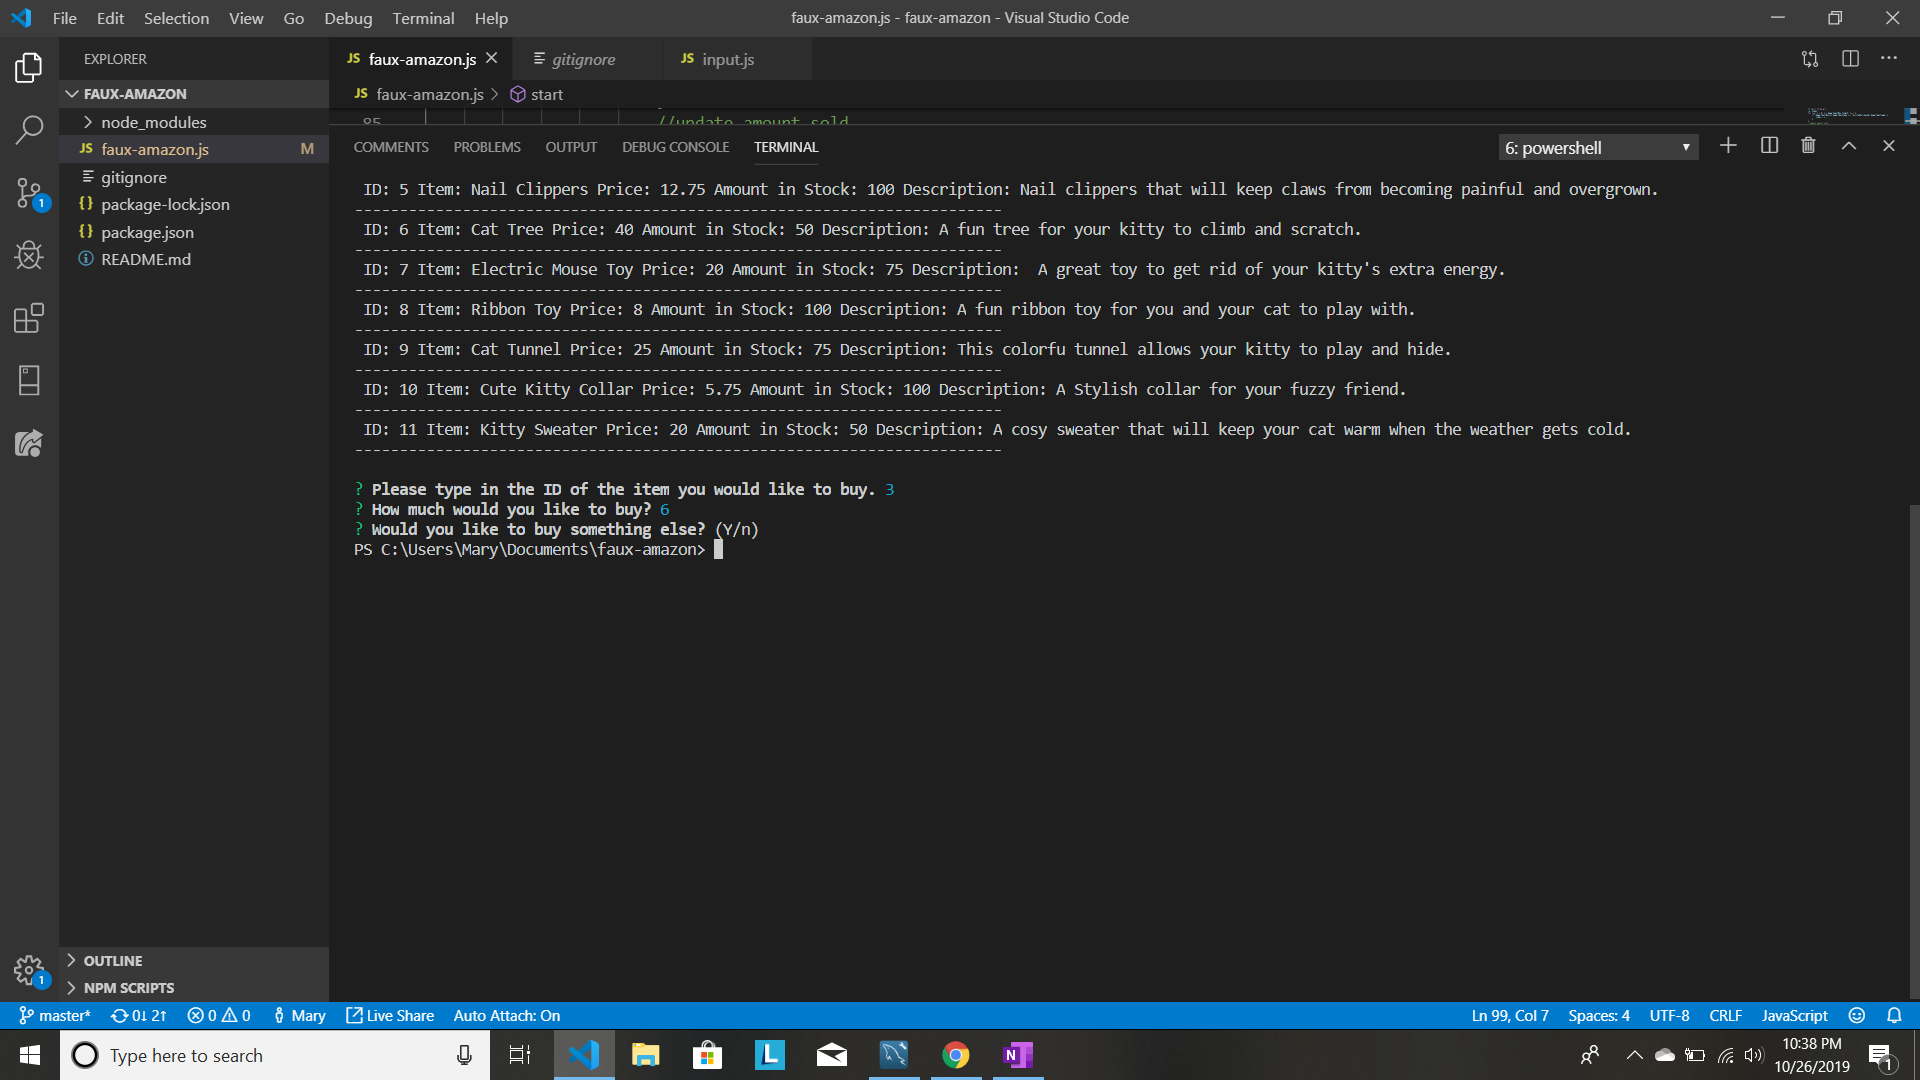 File Edit Selection View Go Debug Terminal Help
faux-amazon.js - faux-amazon - Visual Studio Code
EXPLORER
FAUX-AMAZON
node_modules
JS faux-amazon.js M
gitignore
{} package-lock.json
{} package.json
README.md
OUTLINE
NPM SCRIPTS
1
1
JS faux-amazon.js
gitignore
JS input.js
JS faux-amazon.js > start
85 //update amount sold
COMMENTS PROBLEMS OUTPUT DEBUG CONSOLE TERMINAL
6: powershell
ID: 5 Item: Nail Clippers Price: 12.75 Amount in Stock: 100 Description: Nail clippers that will keep claws from becoming painful and overgrown.
------------------------------------------------------------------------
ID: 6 Item: Cat Tree Price: 40 Amount in Stock: 50 Description: A fun tree for your kitty to climb and scratch.
------------------------------------------------------------------------
ID: 7 Item: Electric Mouse Toy Price: 20 Amount in Stock: 75 Description:  A great toy to get rid of your kitty's extra energy.
------------------------------------------------------------------------
ID: 8 Item: Ribbon Toy Price: 8 Amount in Stock: 100 Description: A fun ribbon toy for you and your cat to play with.
------------------------------------------------------------------------
ID: 9 Item: Cat Tunnel Price: 25 Amount in Stock: 75 Description: This colorfu tunnel allows your kitty to play and hide.
------------------------------------------------------------------------
ID: 10 Item: Cute Kitty Collar Price: 5.75 Amount in Stock: 100 Description: A Stylish collar for your fuzzy friend.
------------------------------------------------------------------------
ID: 11 Item: Kitty Sweater Price: 20 Amount in Stock: 50 Description: A cosy sweater that will keep your cat warm when the weather gets cold.
------------------------------------------------------------------------
? Please type in the ID of the item you would like to buy. 3
? How much would you like to buy? 6
? Would you like to buy something else? (Y/n)
PS C:\Users\Mary\Documents\faux-amazon>
master* 0↓ 2↑ 0 0 Mary Live Share Auto Attach: On
Ln 99, Col 7 Spaces: 4 UTF-8 CRLF JavaScript
Type here to search
L
N
10:38 PM
10/26/2019
1